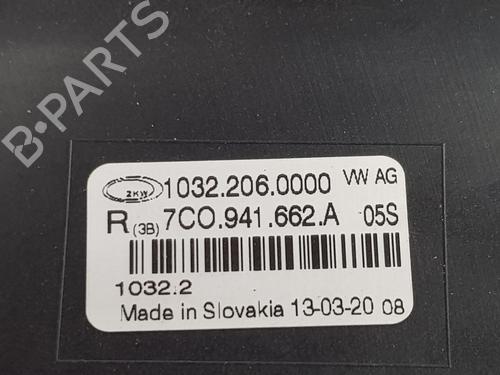 B-PARTS
ZKW 1032.206.0000 VW AG
R (3B) 7C0.941.662.A 05S
1032.2
Made in Slovakia 13-03-20 08